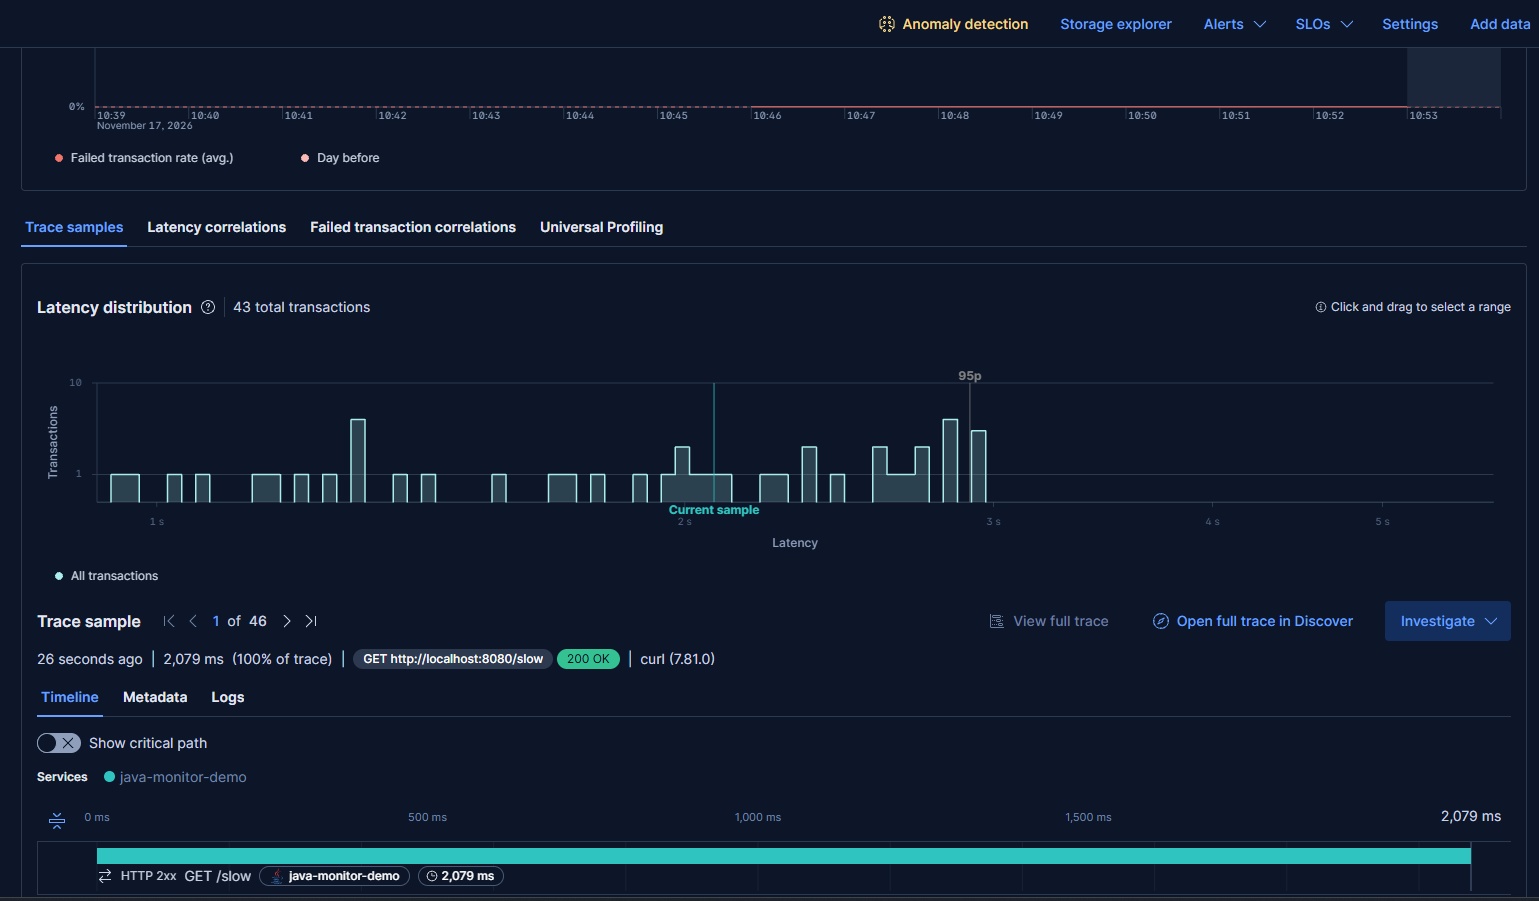 Anomaly detection Storage explorer Alerts SLOs Settings Add data
0%
10:39 10:40 10:41 10:42 10:43 10:44 10:45 10:46 10:47 10:48 10:49 10:50 10:51 10:52 10:53
November 17, 2026
Failed transaction rate (avg.) Day before
Trace samples Latency correlations Failed transaction correlations Universal Profiling
Latency distribution 43 total transactions Click and drag to select a range
95p
10
Transactions
1
Current sample
1 s 2 s 3 s 4 s 5 s
Latency
All transactions
Trace sample 1 of 46 View full trace Open full trace in Discover Investigate
26 seconds ago 2,079 ms (100% of trace) GET http://localhost:8080/slow 200 OK curl (7.81.0)
Timeline Metadata Logs
Show critical path
Services java-monitor-demo
0 ms 500 ms 1,000 ms 1,500 ms 2,079 ms
HTTP 2xx GET /slow java-monitor-demo 2,079 ms